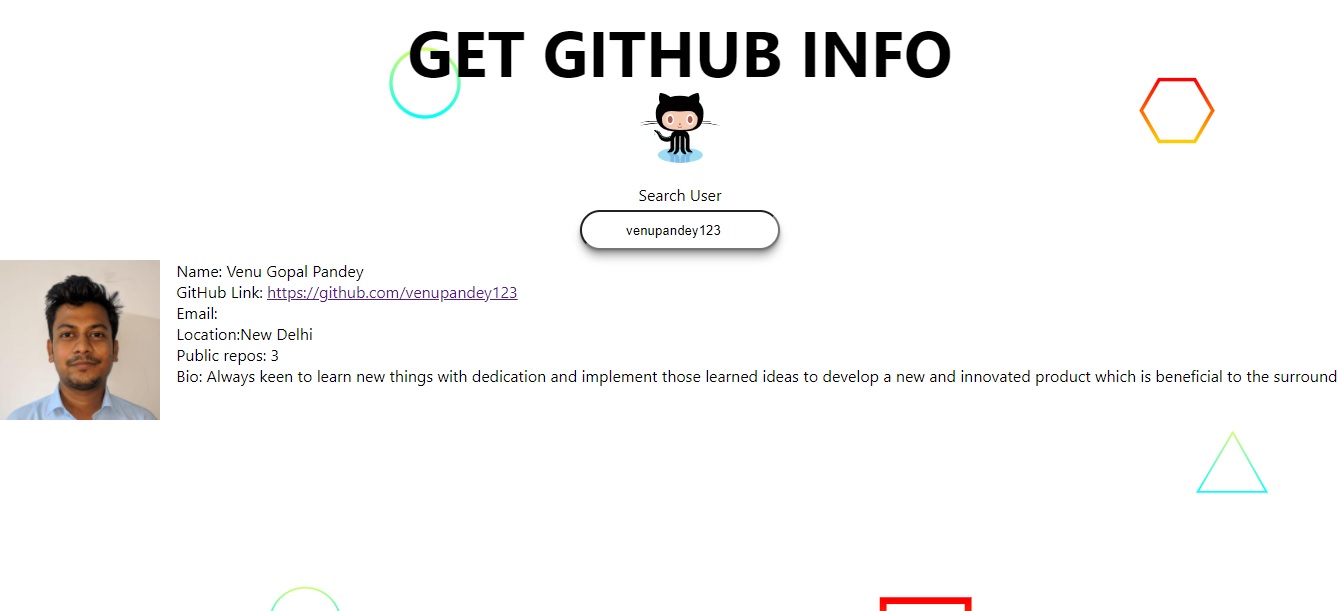 GET GITHUB INFO
Search User
venupandey123
Name: Venu Gopal Pandey
GitHub Link: https://github.com/venupandey123
Email:
Location:New Delhi
Public repos: 3
Bio: Always keen to learn new things with dedication and implement those learned ideas to develop a new and innovated product which is beneficial to the surround